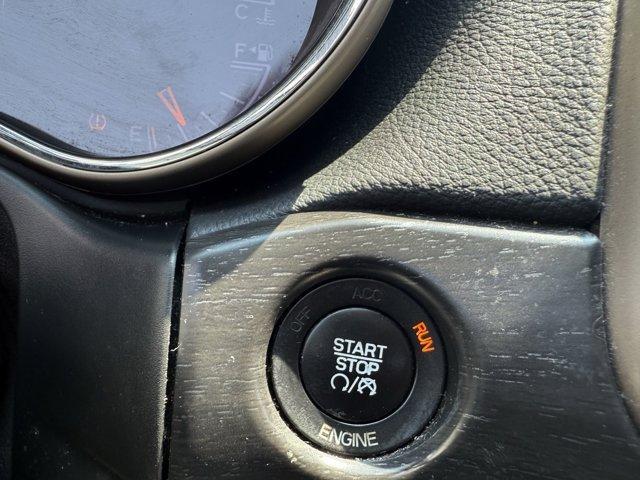 C
F
E
OFF
ACC
RUN
START
STOP
ENGINE